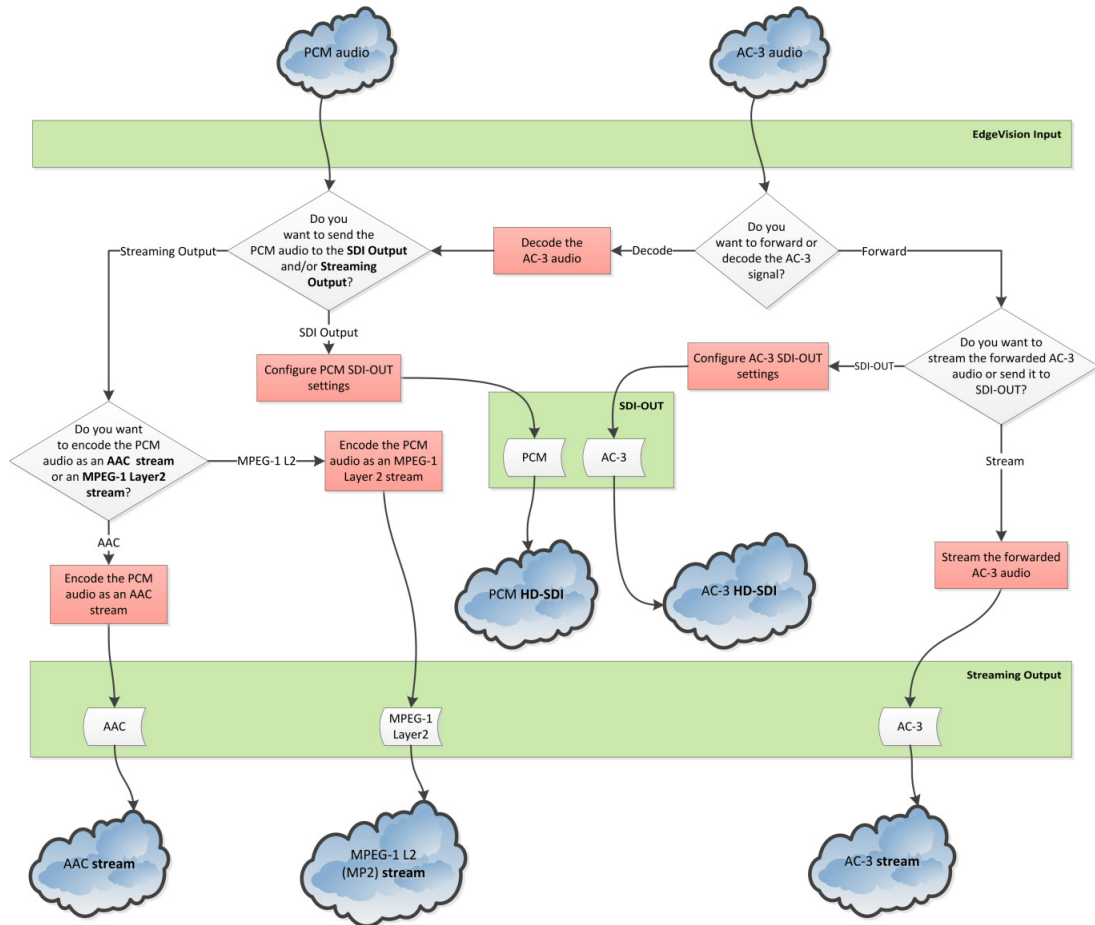 PCM audio
AC-3 audio
EdgeVision Input
Do you
want to send the
PCM audio to the SDI Output
and/or Streaming
Output?
Streaming Output
Decode the
AC-3 audio
Decode
Do you
want to forward or
decode the AC-3
signal?
Forward
SDI Output
Configure PCM SDI-OUT
settings
Configure AC-3 SDI-OUT
settings
SDI-OUT
Do you want to
stream the forwarded AC-3
audio or send it to
SDI-OUT?
SDI-OUT
PCM
AC-3
Do you want
to encode the PCM
audio as an AAC stream
or an MPEG-1 Layer2
stream?
MPEG-1 L2
Encode the PCM
audio as an MPEG-1
Layer 2 stream
Stream
AAC
Encode the PCM
audio as an AAC
stream
PCM HD-SDI
AC-3 HD-SDI
Stream the forwarded
AC-3 audio
Streaming Output
AAC
MPEG-1
Layer2
AC-3
AAC stream
MPEG-1 L2
(MP2) stream
AC-3 stream